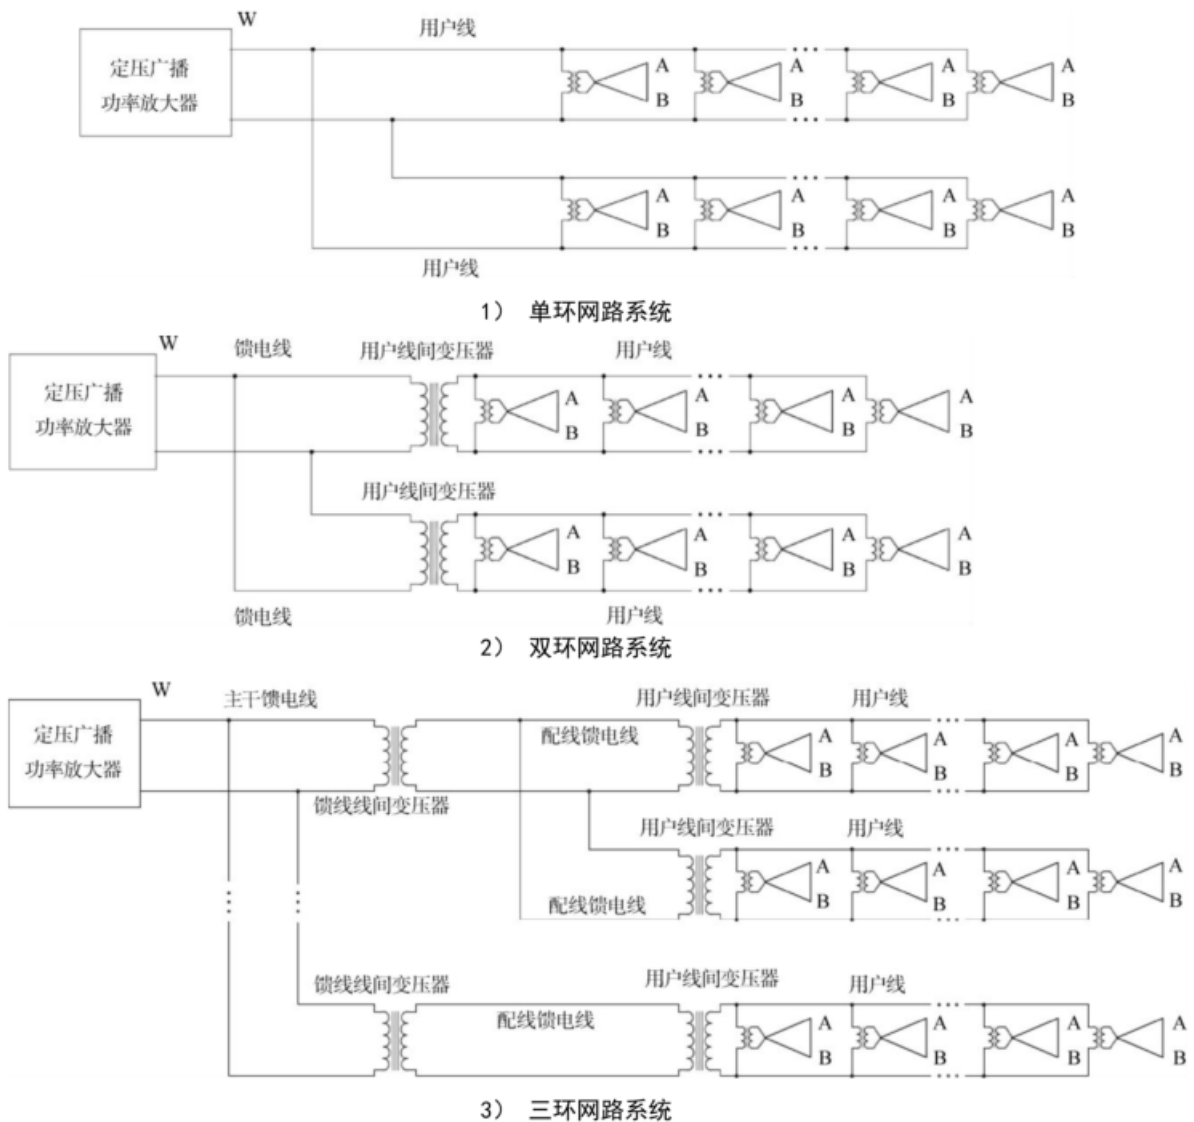 W
用户线
定压广播
功率放大器
A A A A
B B B B
A A A A
B B B B
用户线
1） 单环网路系统
W
馈电线 用户线间变压器 用户线
定压广播
功率放大器
A A A A
B B B B
用户线间变压器
A A A A
B B B B
馈电线 用户线
2） 双环网路系统
W
主干馈电线 用户线间变压器 用户线
定压广播
功率放大器
配线馈电线
A A A A
B B B B
馈线线间变压器
用户线间变压器 用户线
A A A A
B B B B
配线馈电线
馈线线间变压器 用户线间变压器 用户线
配线馈电线
A A A A
B B B B
3） 三环网路系统